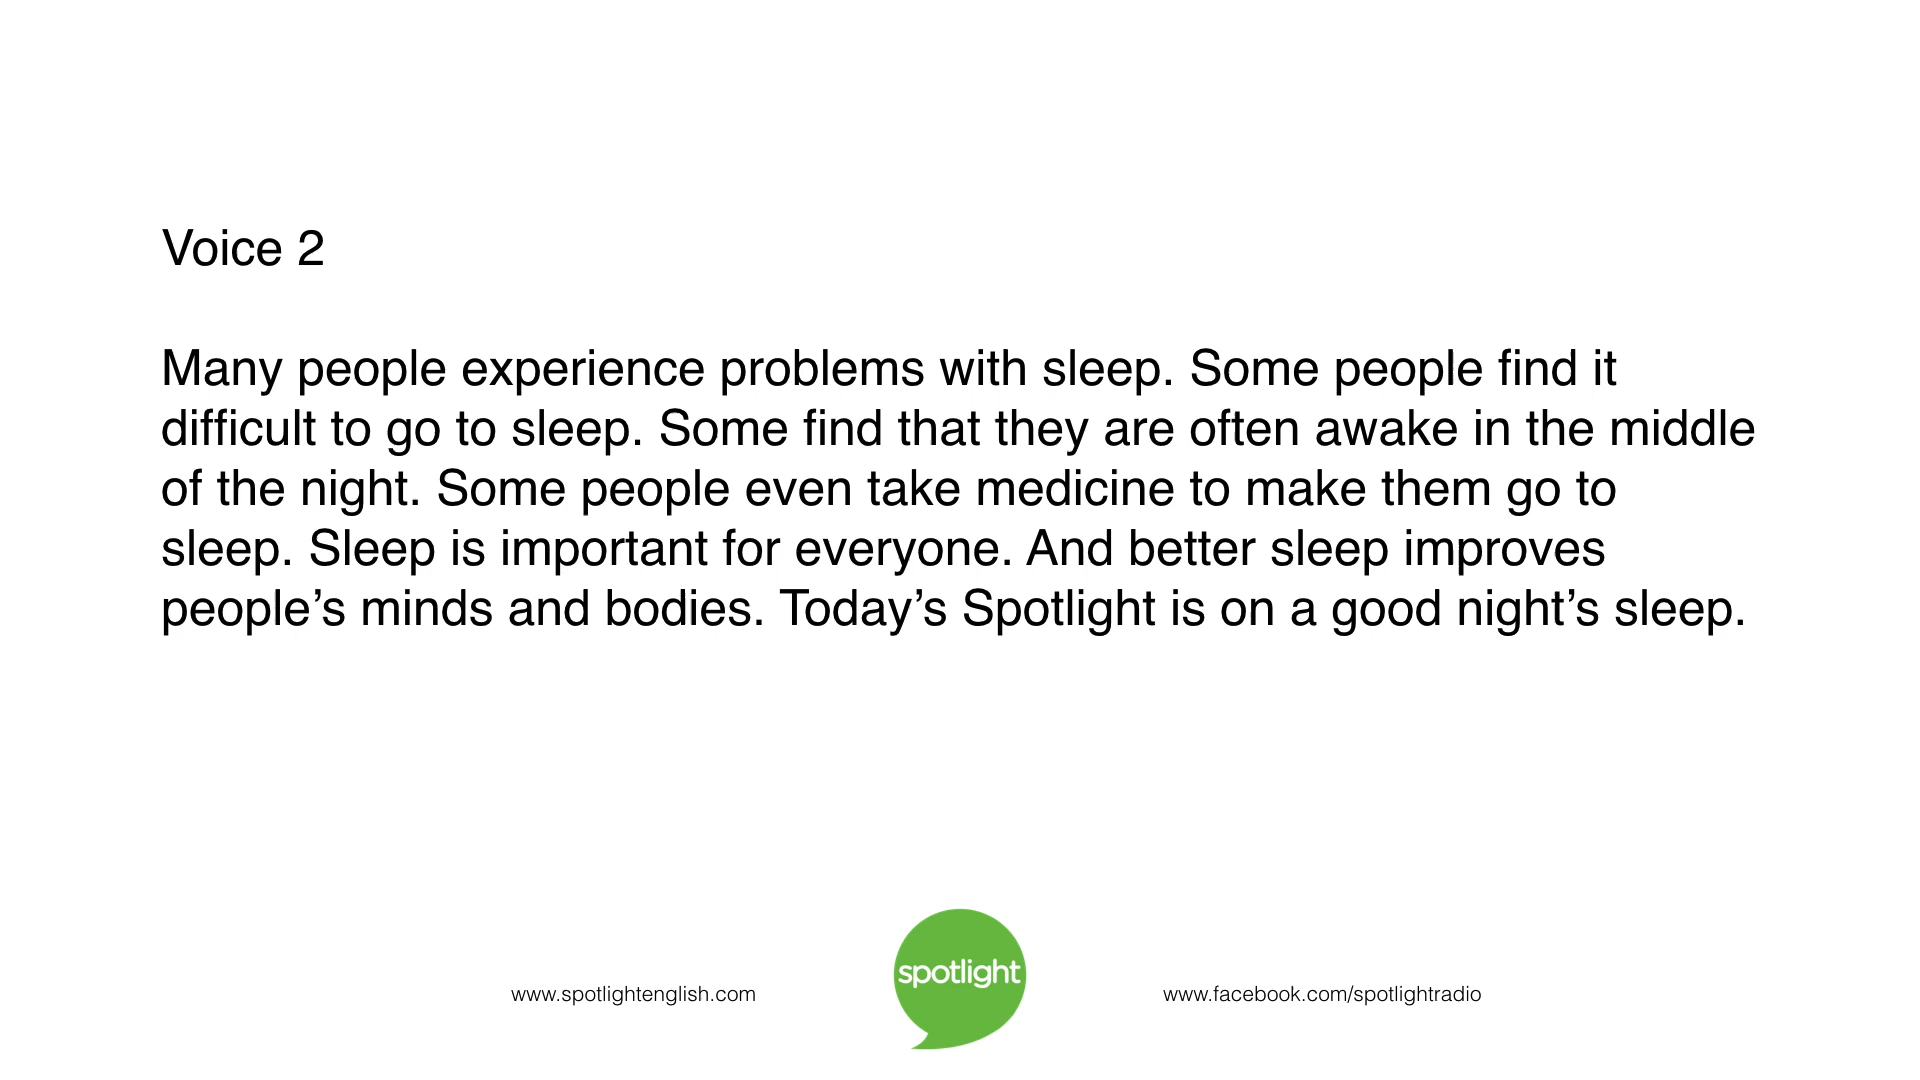 Voice 2
Many people experience problems with sleep. Some people find it
difficult to go to sleep. Some find that they are often awake in the middle
of the night. Some people even take medicine to make them go to
sleep. Sleep is important for everyone. And better sleep improves
people’s minds and bodies. Today’s Spotlight is on a good night’s sleep.
www.spotlightenglish.com
spotlight
www.facebook.com/spotlightradio